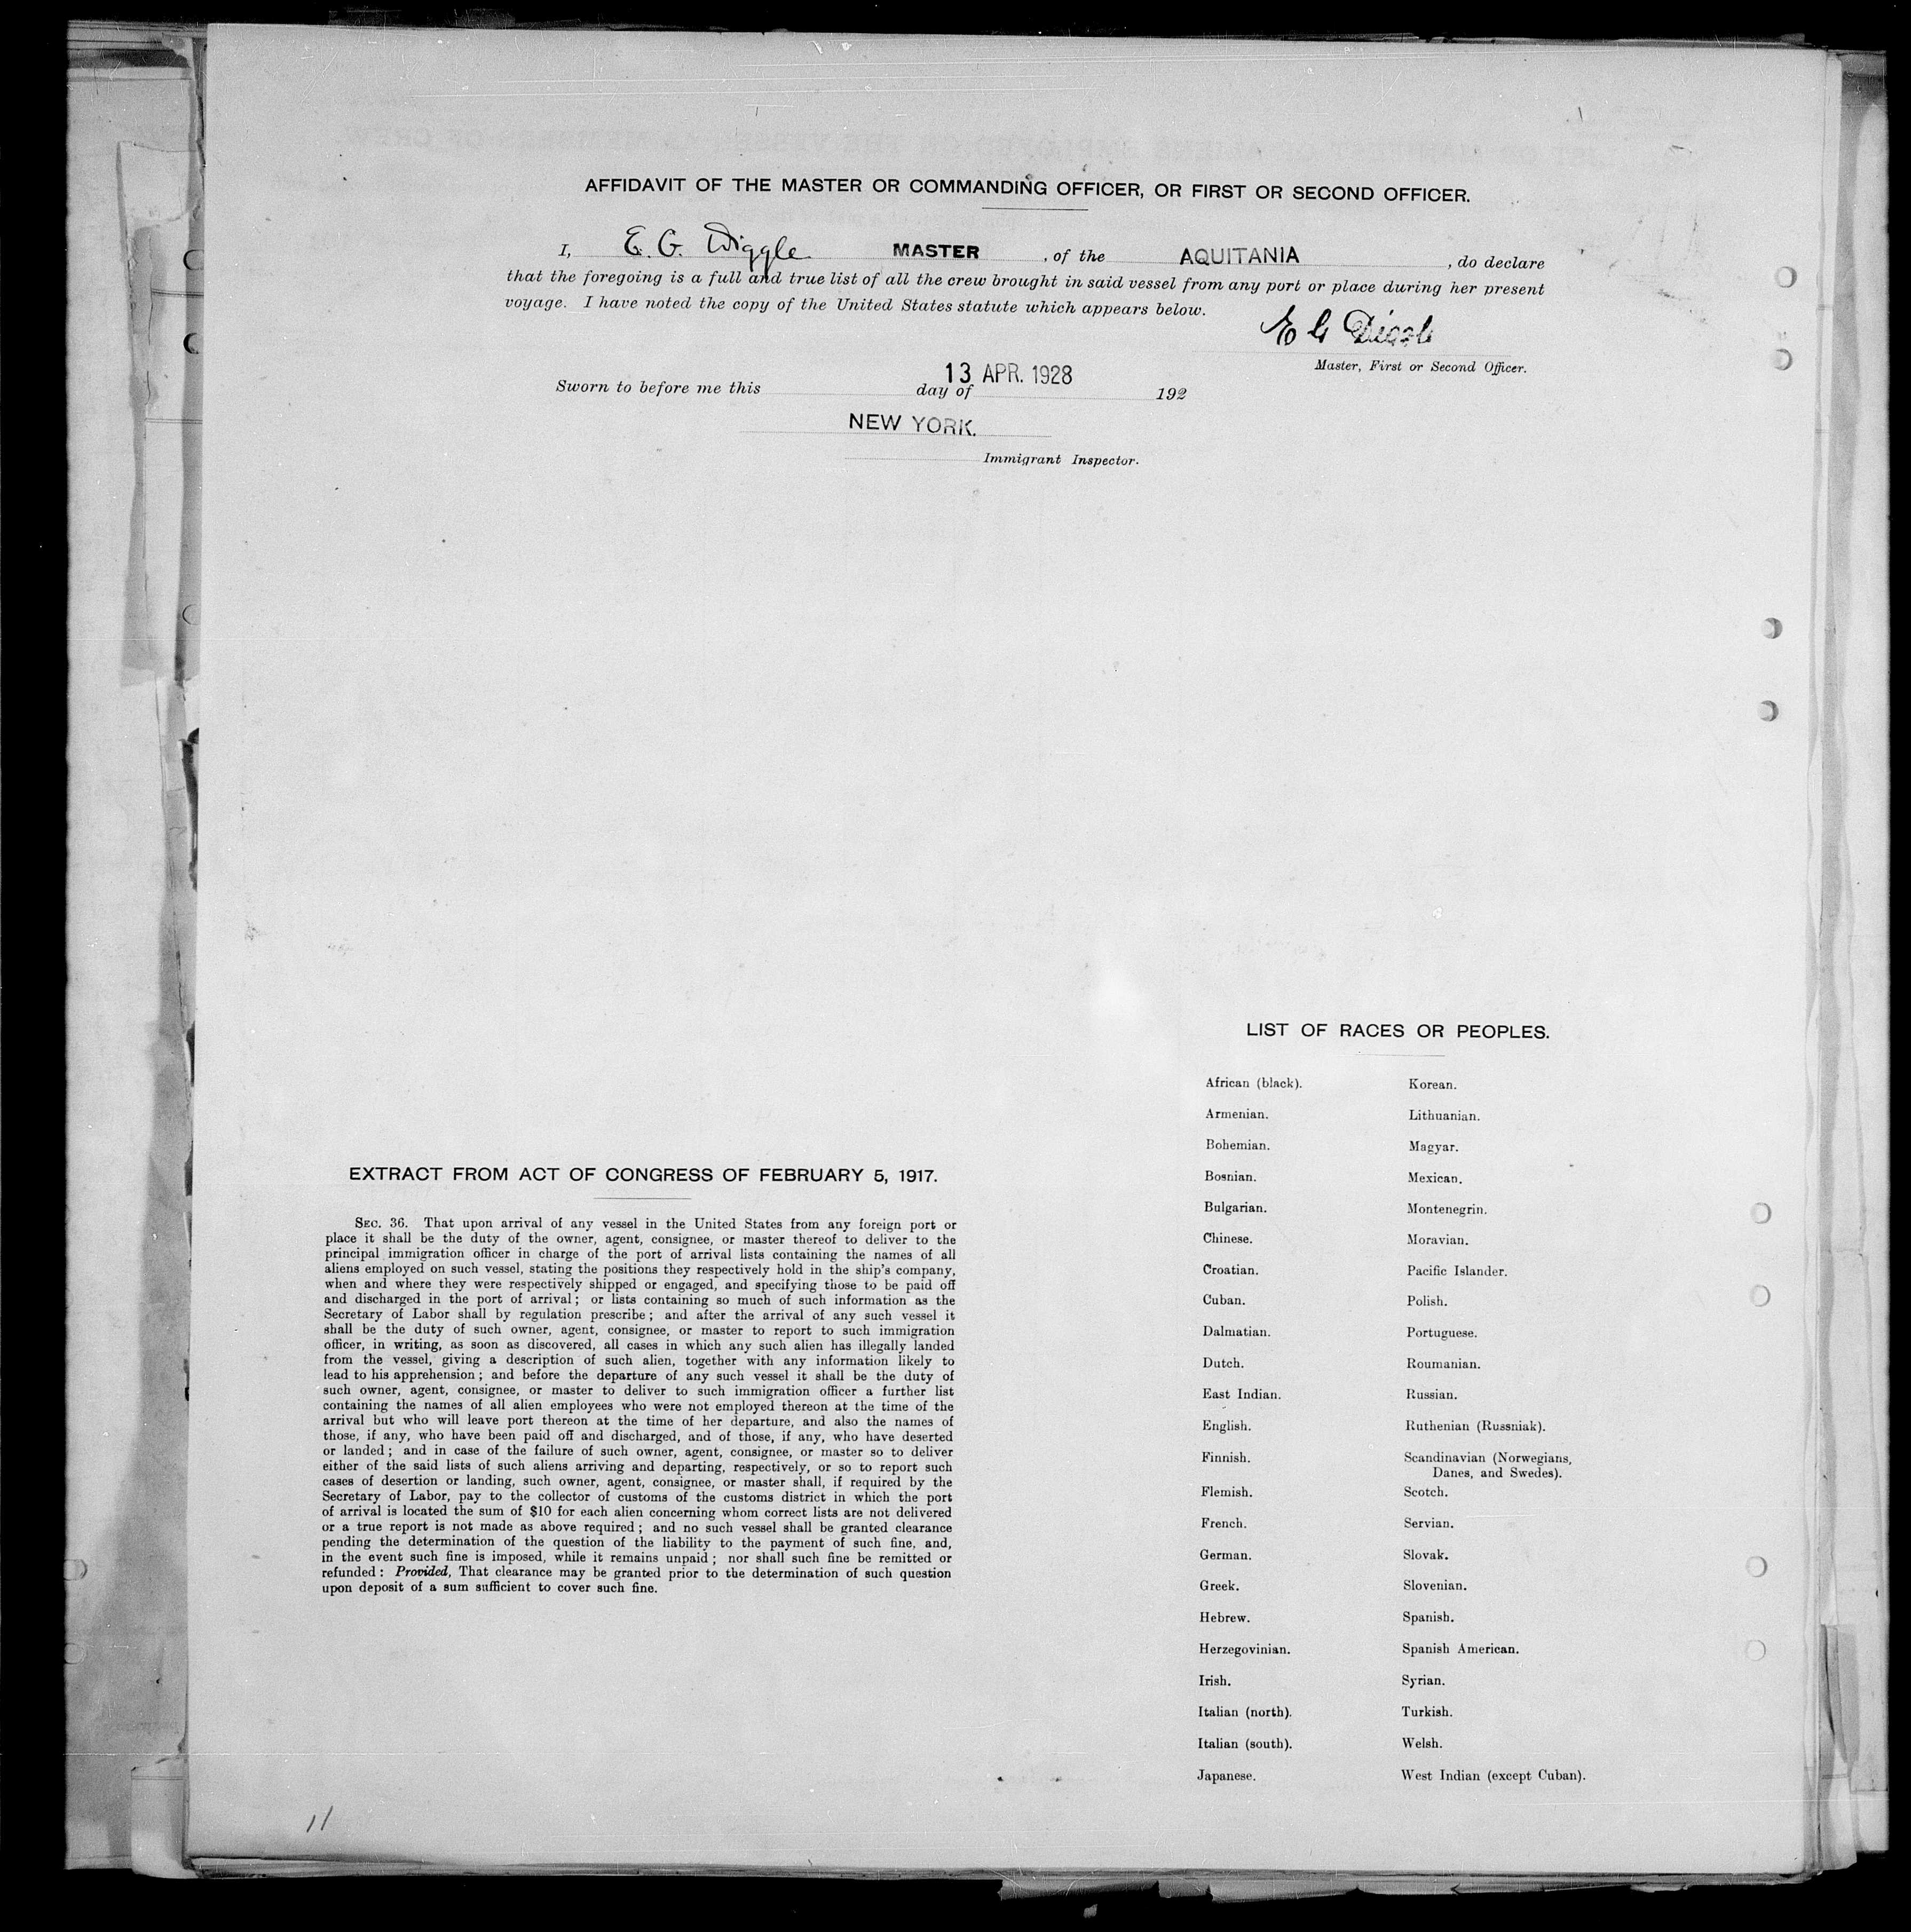 AFFIDAVIT OF THE MASTER OR COMMANDING OFFICER, OR FIRST OR SECOND OFFICER.
I, E. G. Diggle MASTER, of the AQUITANIA, do declare
that the foregoing is a full and true list of all the crew brought in said vessel from any port or place during her present
voyage. I have noted the copy of the United States statute which appears below.
E G Diggle
Master, First or Second Officer.
13 APR. 1928
Sworn to before me this day of 192
NEW YORK.
Immigrant Inspector.
EXTRACT FROM ACT OF CONGRESS OF FEBRUARY 5, 1917.
SEC. 36. That upon arrival of any vessel in the United States from any foreign port or
place it shall be the duty of the owner, agent, consignee, or master thereof to deliver to the
principal immigration officer in charge of the port of arrival lists containing the names of all
aliens employed on such vessel, stating the positions they respectively hold in the ship's company,
when and where they were respectively shipped or engaged, and specifying those to be paid off
and discharged in the port of arrival; or lists containing so much of such information as the
Secretary of Labor shall by regulation prescribe; and after the arrival of any such vessel it
shall be the duty of such owner, agent, consignee, or master to report to such immigration
officer, in writing, as soon as discovered, all cases in which any such alien has illegally landed
from the vessel, giving a description of such alien, together with any information likely to
lead to his apprehension; and before the departure of any such vessel it shall be the duty of
such owner, agent, consignee, or master to deliver to such immigration officer a further list
containing the names of all alien employees who were not employed thereon at the time of the
arrival but who will leave port thereon at the time of her departure, and also the names of
those, if any, who have been paid off and discharged, and of those, if any, who have deserted
or landed; and in case of the failure of such owner, agent, consignee, or master so to deliver
either of the said lists of such aliens arriving and departing, respectively, or so to report such
cases of desertion or landing, such owner, agent, consignee, or master shall, if required by the
Secretary of Labor, pay to the collector of customs of the customs district in which the port
of arrival is located the sum of $10 for each alien concerning whom correct lists are not delivered
or a true report is not made as above required; and no such vessel shall be granted clearance
pending the determination of the question of the liability to the payment of such fine, and,
in the event such fine is imposed, while it remains unpaid; nor shall such fine be remitted or
refunded: Provided, That clearance may be granted prior to the determination of such question
upon deposit of a sum sufficient to cover such fine.
LIST OF RACES OR PEOPLES.
African (black).
Armenian.
Bohemian.
Bosnian.
Bulgarian.
Chinese.
Croatian.
Cuban.
Dalmatian.
Dutch.
East Indian.
English.
Finnish.
Flemish.
French.
German.
Greek.
Hebrew.
Herzegovinian.
Irish.
Italian (north).
Italian (south).
Japanese.
Korean.
Lithuanian.
Magyar.
Mexican.
Montenegrin.
Moravian.
Pacific Islander.
Polish.
Portuguese.
Roumanian.
Russian.
Ruthenian (Russniak).
Scandinavian (Norwegians,
Danes, and Swedes).
Scotch.
Servian.
Slovak.
Slovenian.
Spanish.
Spanish American.
Syrian.
Turkish.
Welsh.
West Indian (except Cuban).
11